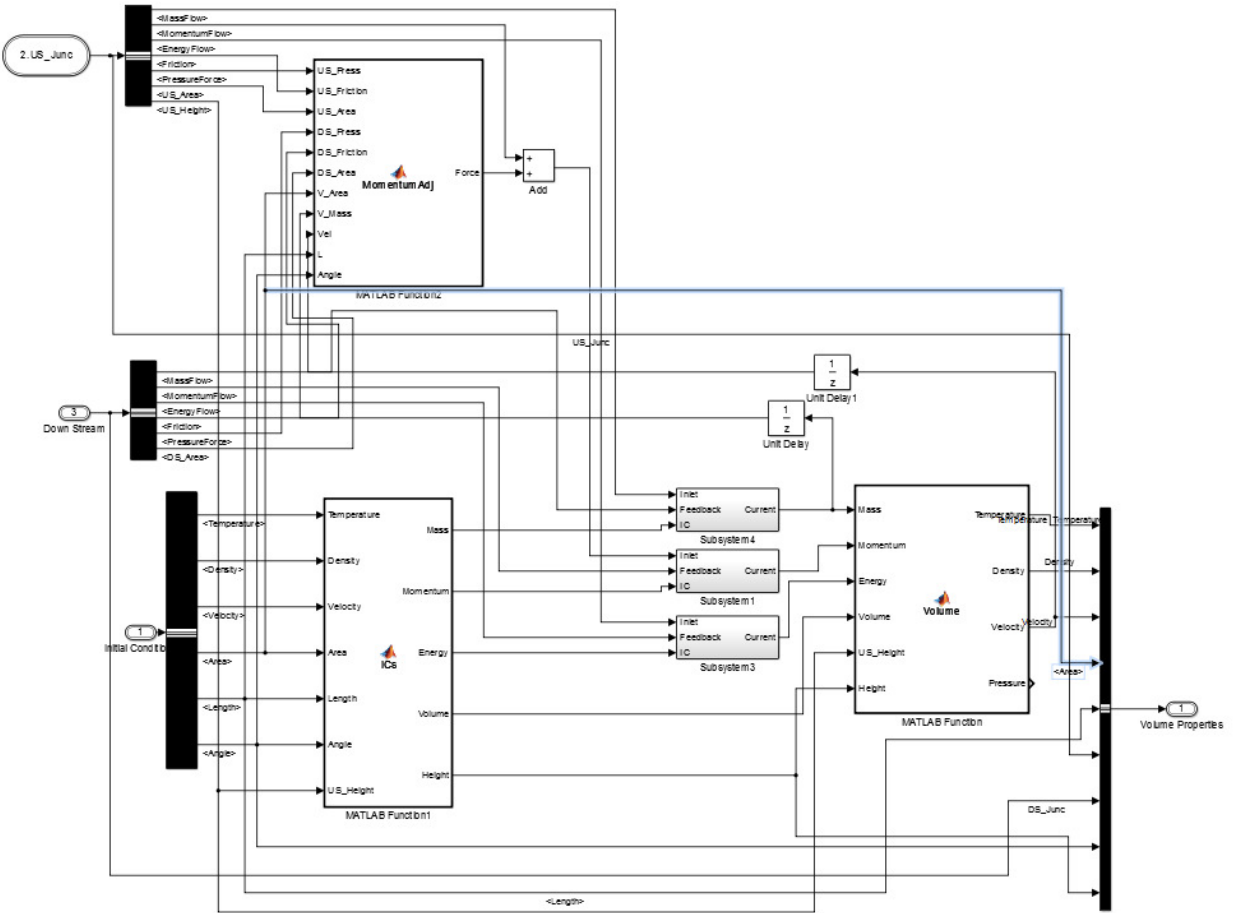 2.US_Junc
<MassFlow>
<MomentumFlow>
<EnergyFlow>
<Friction>
<PressureForce>
<US_Area>
<US_Height>
US_Press
US_Friction
US_Area
DS_Press
DS_Friction
DS_Area
V_Area
V_Mass
Vel
L
Angle
MomentumAdj
Force
MATLAB Function2
+
+
Add
US_Junc
3
Down Stream
<MassFlow>
<MomentumFlow>
<EnergyFlow>
<Friction>
<PressureForce>
<DS_Area>
1
z
Unit Delay1
1
z
Unit Delay
1
<Temperature>
<Density>
<Velocity>
<Area>
<Length>
<Angle>
Temperature
Density
Velocity
Area
Length
Angle
US_Height
ICs
Mass
Momentum
Energy
Volume
Height
MATLAB Function1
Inlet
Feedback
IC
Current
Subsystem4
Inlet
Feedback
IC
Current
Subsystem1
Inlet
Feedback
IC
Current
Subsystem3
Mass
Momentum
Energy
Volume
US_Height
Height
Volume
Temperature
Density
Velocity
Pressure
MATLAB Function
Temperature
Temperature
Density
Velocity
<Area>
DS_Junc
<Length>
1
Volume Properties